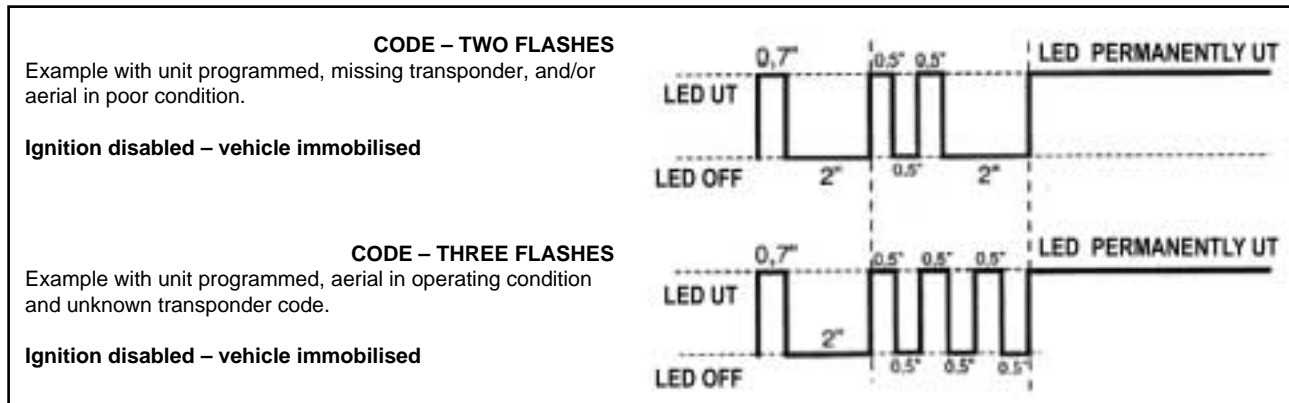 CODE – TWO FLASHES
Example with unit programmed, missing transponder, and/or
aerial in poor condition.
Ignition disabled – vehicle immobilised
0,7"
0.5" 0.5"
LED PERMANENTLY UT
LED UT
LED OFF
2"
0.5"
2"
CODE – THREE FLASHES
Example with unit programmed, aerial in operating condition
and unknown transponder code.
Ignition disabled – vehicle immobilised
0,7"
0.5" 0.5" 0.5"
LED PERMANENTLY UT
LED UT
2"
LED OFF
0.5" 0.5" 0.5"